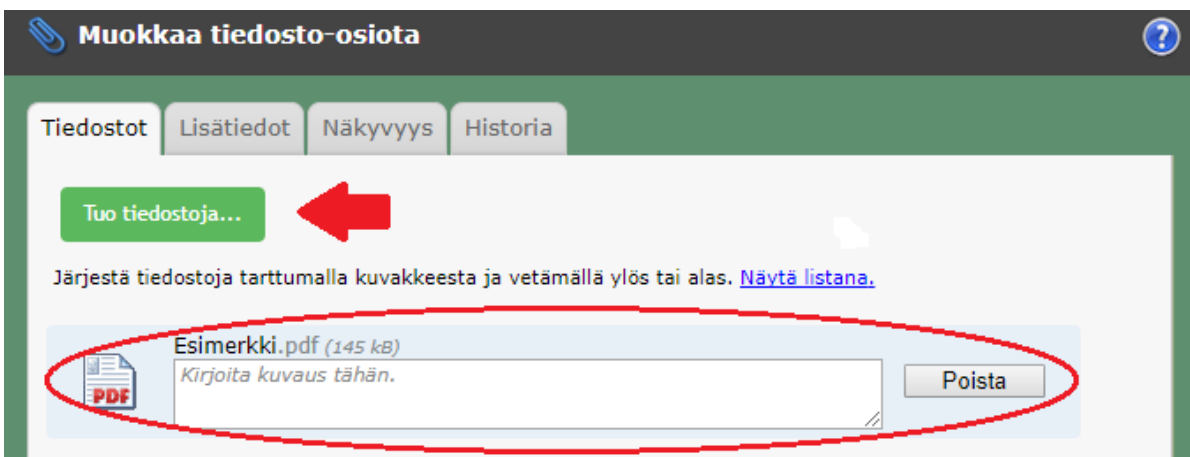 Muokkaa tiedosto-osiota
?
Tiedostot Lisätiedot Näkyvyys Historia
Tuo tiedostoja...
Järjestä tiedostoja tarttumalla kuvakkeesta ja vetämällä ylös tai alas. Näytä listana.
Esimerkki.pdf (145 kB)
PDF Kirjoita kuvaus tähän. Poista